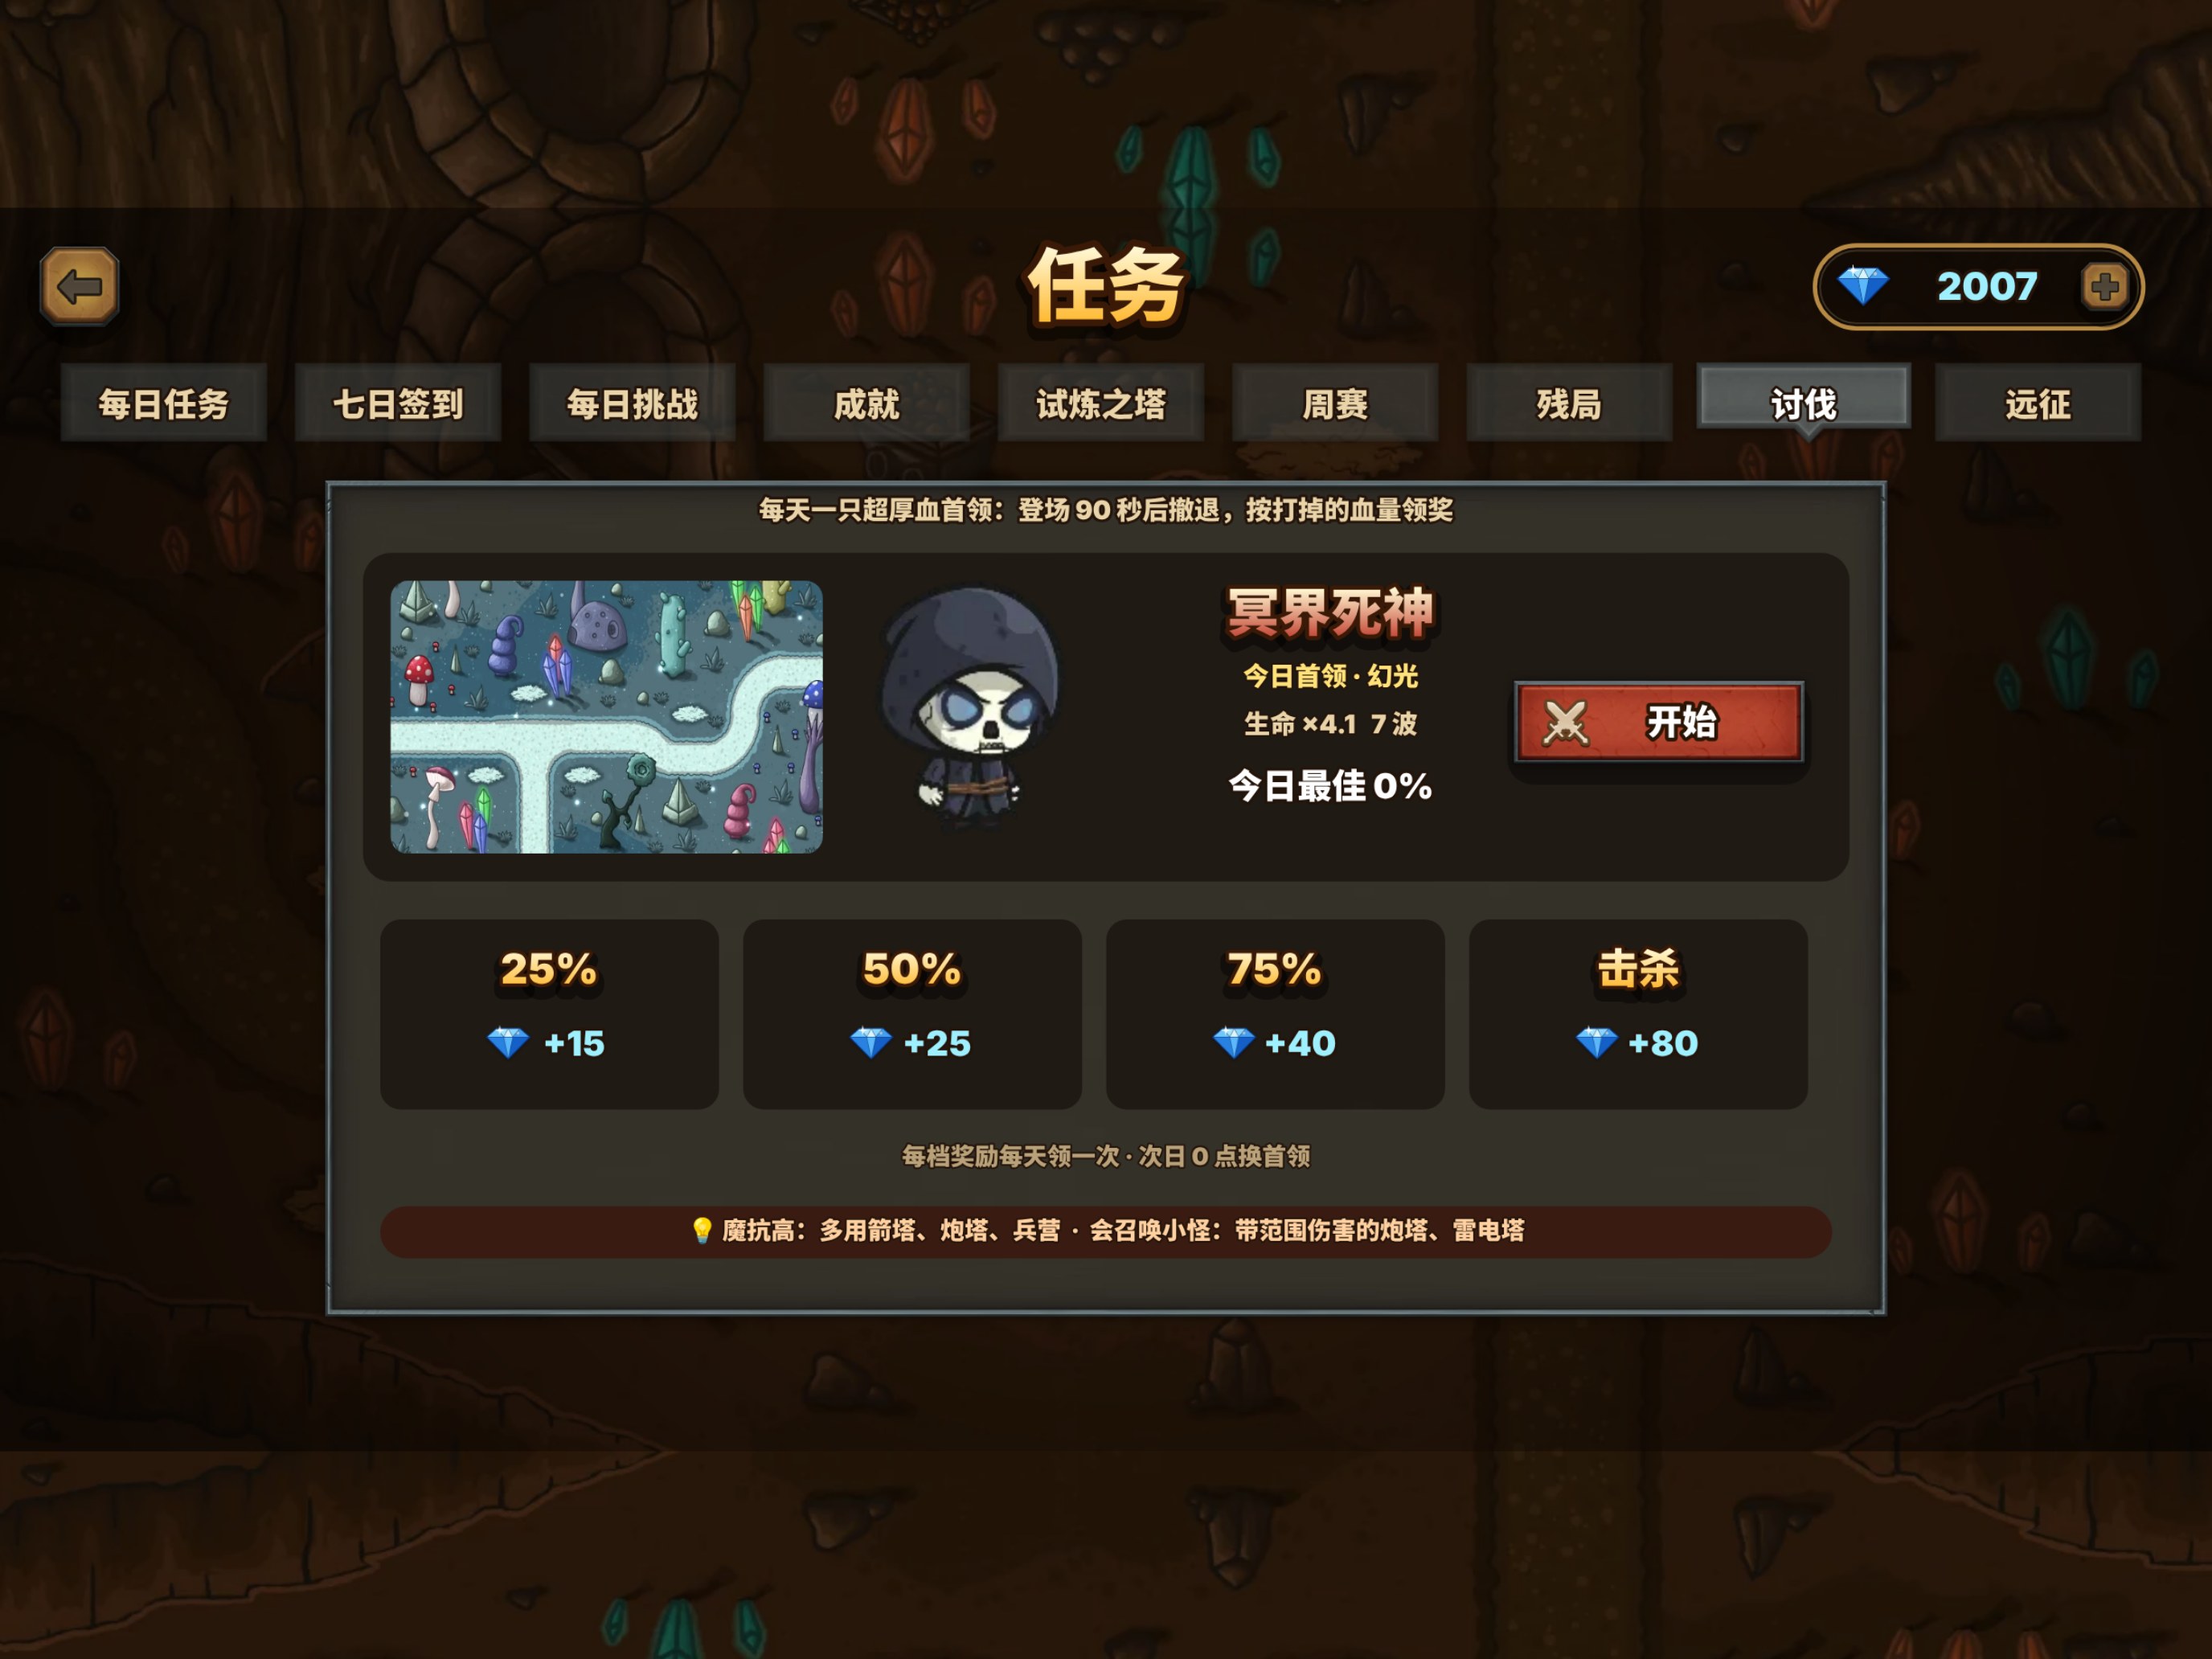 任务
2007
每日任务 七日签到 每日挑战 成就 试炼之塔 周赛 残局 讨伐 远征
每天一只超厚血首领：登场 90 秒后撤退，按打掉的血量领奖
冥界死神
今日首领 · 幻光
生命 ×4.1 7 波
今日最佳 0%
开始
25% 50% 75% 击杀
+15 +25 +40 +80
每档奖励每天领一次 · 次日 0 点换首领
💡 魔抗高：多用箭塔、炮塔、兵营 · 会召唤小怪：带范围伤害的炮塔、雷电塔